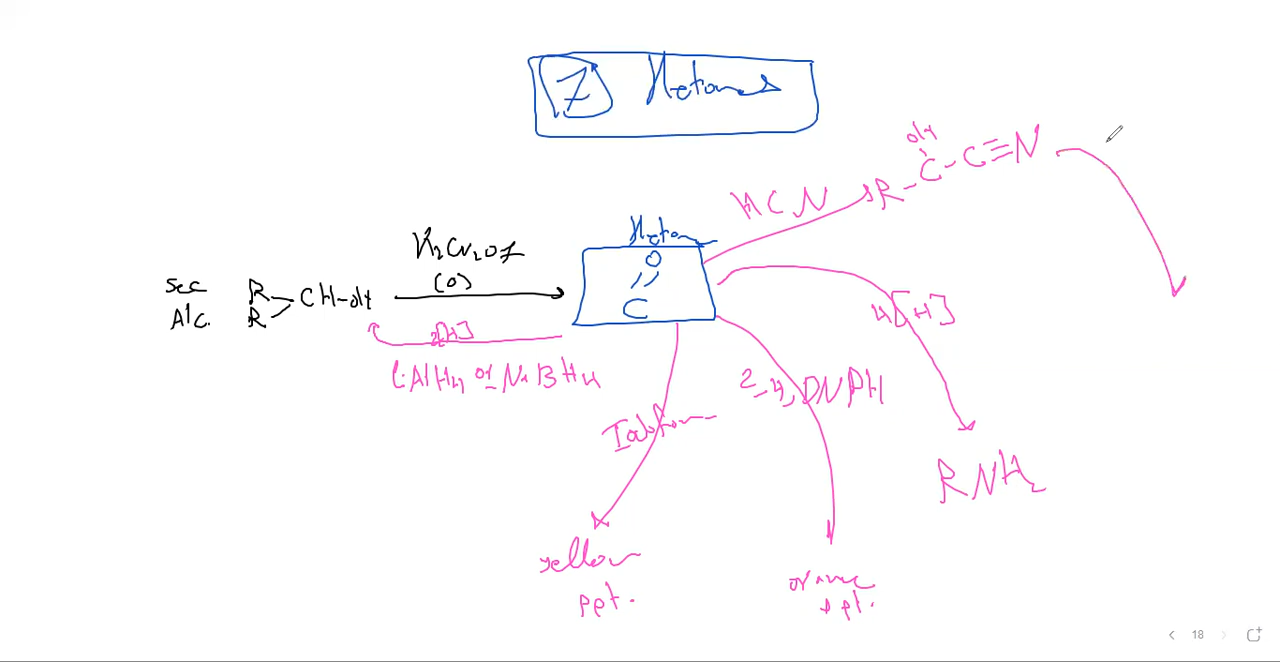 7 Ketones
OH
R-C-C≡N
HCN
Ketone
O
C
K2Cr2O7
[O]
Sec
Alc.
R
R
CH-OH
2[H]
LiAlH4 or NaBH4
4[H]
2,4, DNPH
Iodoform
RNH2
yellow
ppt.
orange
ppt.
18